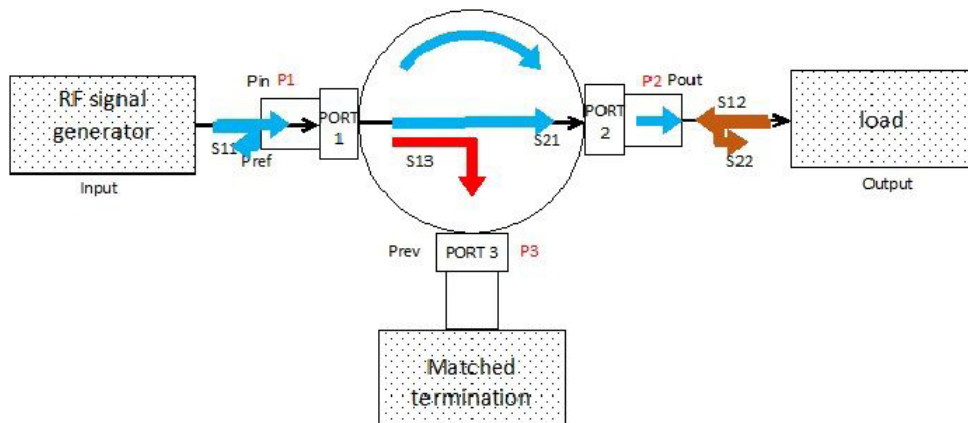 RF signal
generator
Input
Pin P1
S11
Pref
PORT
1
S13
S21
PORT
2
P2 Pout
S12
S22
load
Output
Prev
PORT 3
P3
Matched
termination